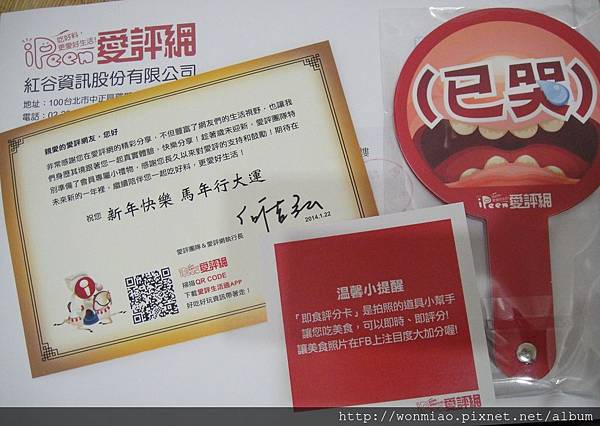 吃好料,
更愛好生活!
iPeen 愛評網
紅谷資訊股份有限公司
地址:100台北市中正
電話:02-2
親愛的愛評網友,您好
非常感謝您在愛評網的精彩分享,不但豐富了網友們的生活視野,也讓我
們身歷其境跟著您一起真實體驗,快樂分享!趁著歲末迎新,愛評團隊特
別準備了會員專屬小禮物,感謝您長久以來對愛評的支持和鼓勵!期待在
未來新的一年裡,繼續陪伴您一起吃好料,更愛好生活!
祝您 新年快樂 馬年行大運
2014.1.22
愛評團隊&愛評網執行長
iPeen 愛評網
掃描QR CODE
下載愛評生活通APP
好吃好玩資訊帶著走!
(已哭)
iPeen 愛評網
溫馨小提醒
「即食評分卡」是拍照的道具小幫手
讓您吃美食,可以即時、即評分!
讓美食照片在FB上注目度大加分喔!
iPeen 愛評網
http://wonmiao.pixnet.net/album